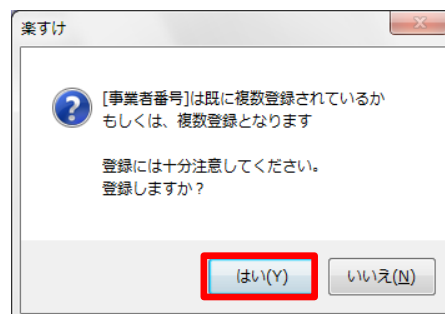 楽すけ
[事業者番号]は既に複数登録されているか
もしくは、複数登録となります
登録には十分注意してください。
登録しますか？
はい(Y)
いいえ(N)